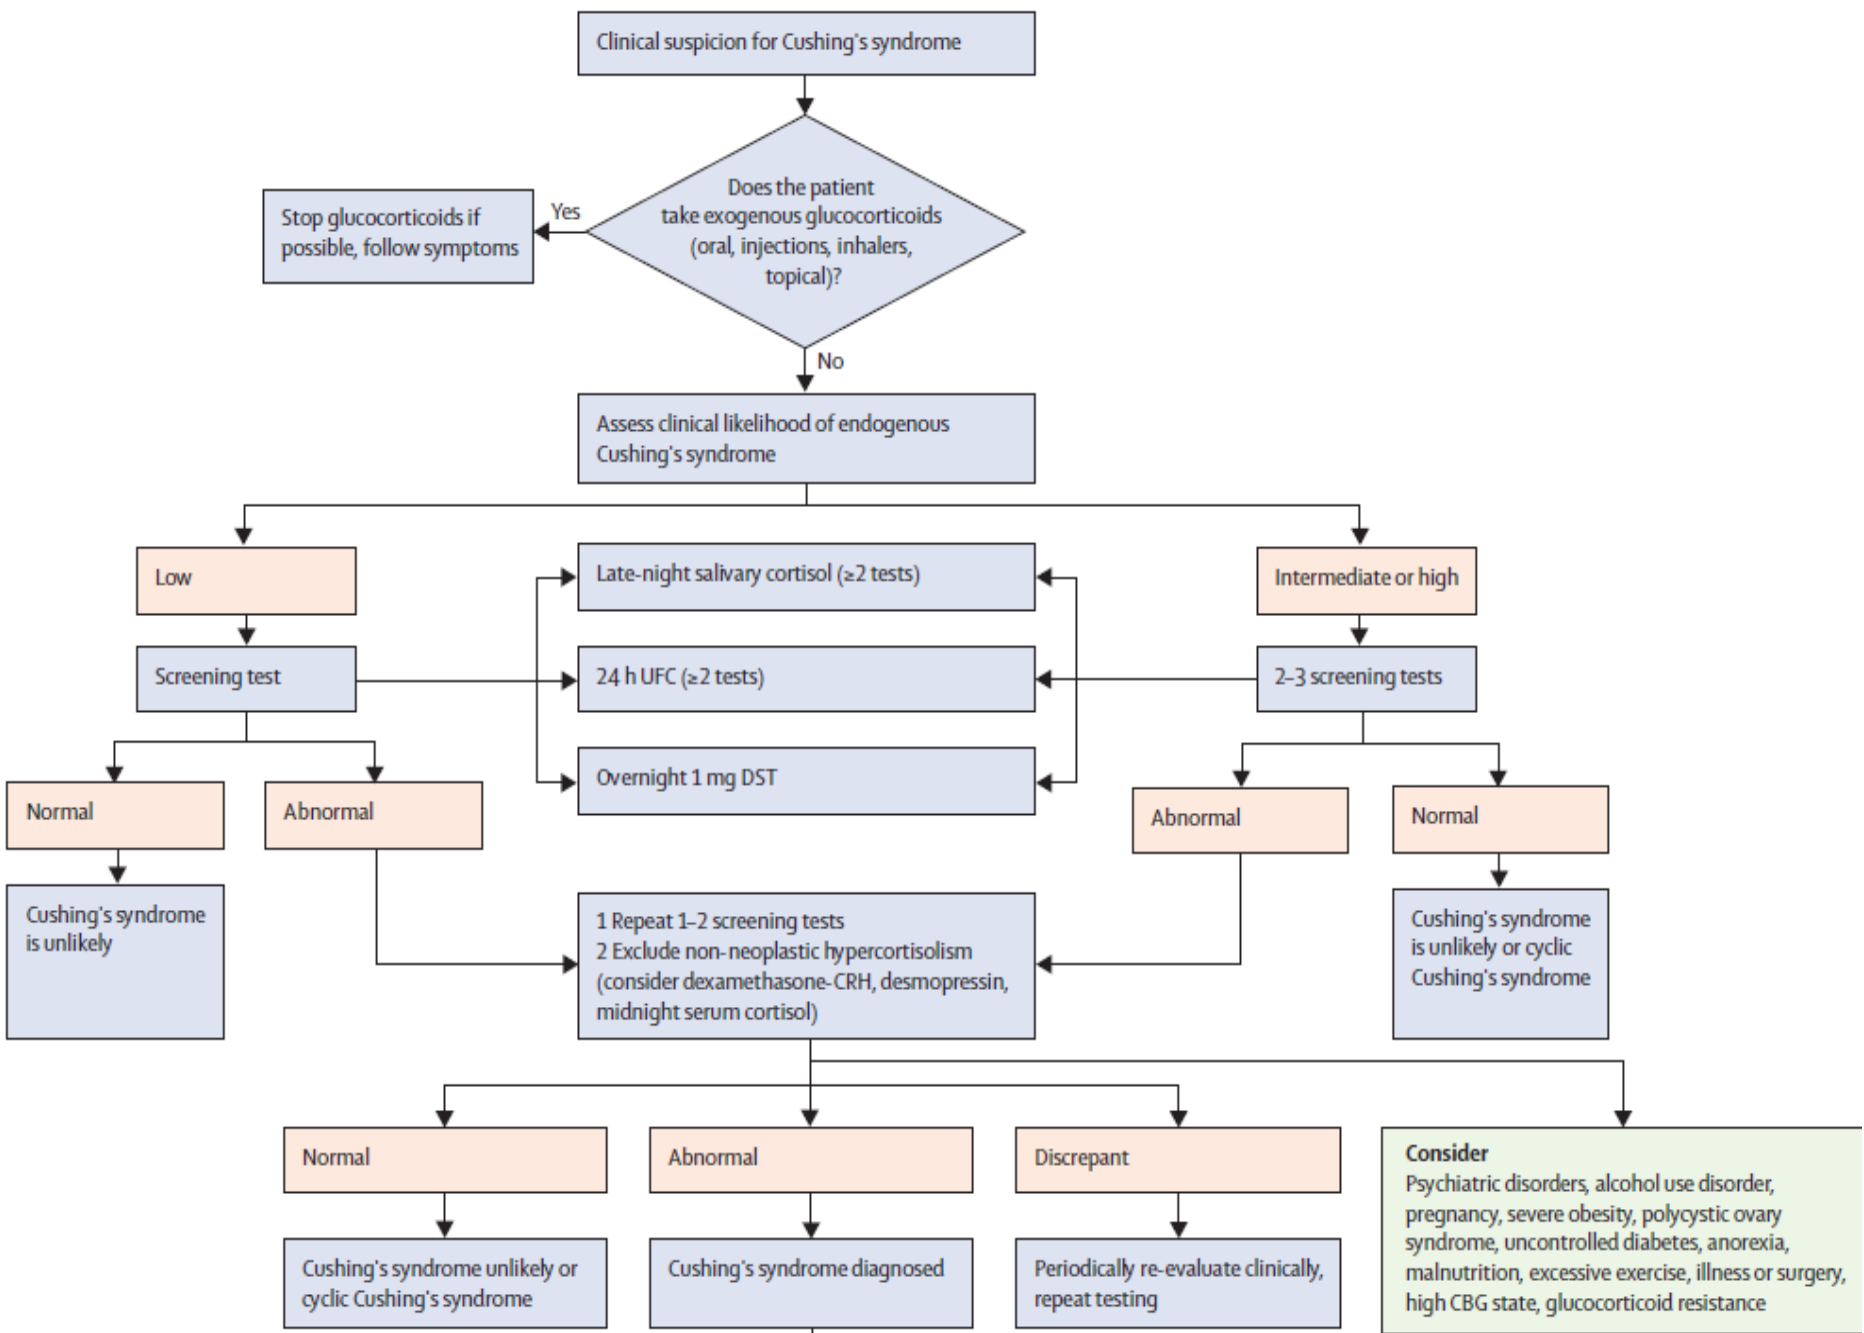 Clinical suspicion for Cushing's syndrome
Does the patient
take exogenous glucocorticoids
(oral, injections, inhalers,
topical)?
Yes
Stop glucocorticoids if
possible, follow symptoms
No
Assess clinical likelihood of endogenous
Cushing's syndrome
Low
Late-night salivary cortisol (≥2 tests)
Intermediate or high
Screening test
24 h UFC (≥2 tests)
2–3 screening tests
Overnight 1 mg DST
Normal
Abnormal
Abnormal
Normal
Cushing's syndrome
is unlikely
1 Repeat 1–2 screening tests
2 Exclude non-neoplastic hypercortisolism
(consider dexamethasone-CRH, desmopressin,
midnight serum cortisol)
Cushing's syndrome
is unlikely or cyclic
Cushing's syndrome
Normal
Abnormal
Discrepant
Cushing's syndrome unlikely or
cyclic Cushing's syndrome
Cushing's syndrome diagnosed
Periodically re-evaluate clinically,
repeat testing
Consider
Psychiatric disorders, alcohol use disorder,
pregnancy, severe obesity, polycystic ovary
syndrome, uncontrolled diabetes, anorexia,
malnutrition, excessive exercise, illness or surgery,
high CBG state, glucocorticoid resistance